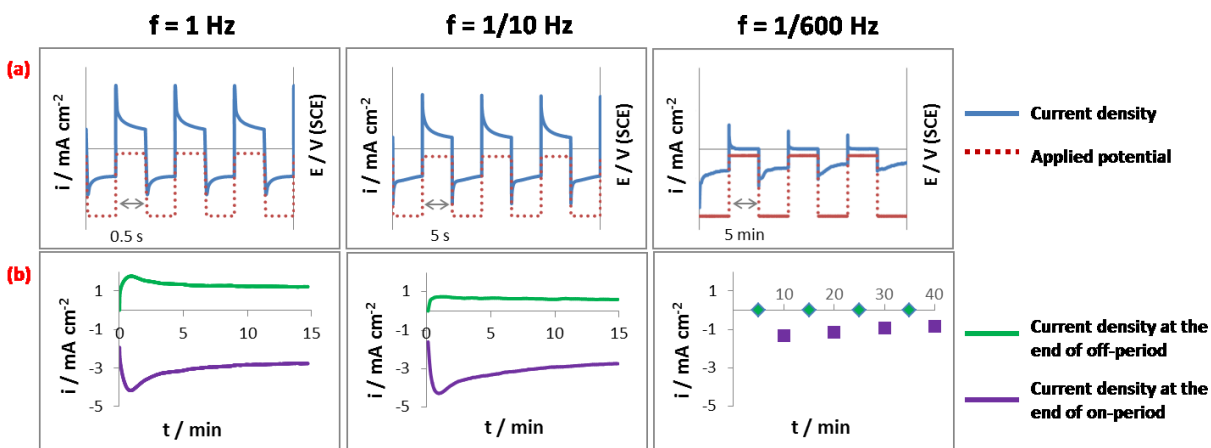 f = 1 Hz
f = 1/10 Hz
f = 1/600 Hz
(a)
i / mA cm-2
E / V (SCE)
0.5 s
i / mA cm-2
E / V (SCE)
5 s
i / mA cm-2
E / V (SCE)
5 min
Current density
Applied potential
(b)
i / mA cm-2
1
-1
-3
-5
0
5
10
15
t / min
i / mA cm-2
1
-1
-3
-5
0
5
10
15
t / min
i / mA cm-2
1
-1
-3
-5
10
20
30
40
t / min
Current density at the
end of off-period
Current density at the
end of on-period